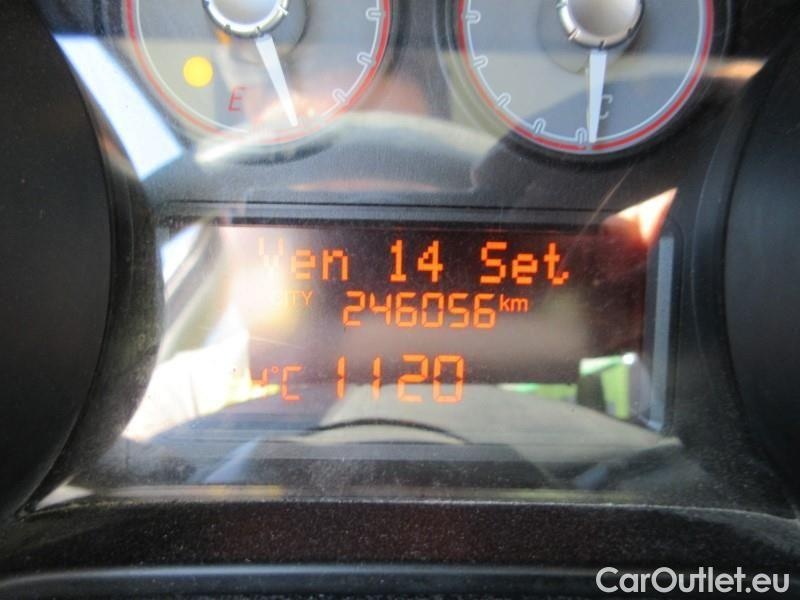 E
C
Ven 14 Set
CITY 246056 km
°C 1120
CarOutlet.eu